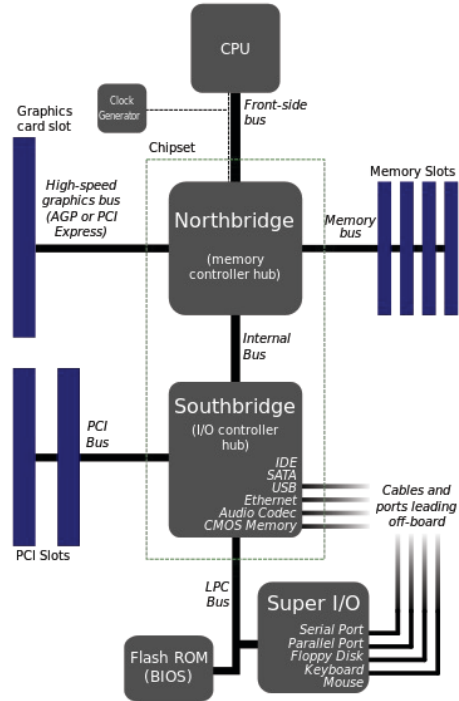 CPU
Clock
Generator
Front-side
bus
Graphics
card slot
Chipset
High-speed
graphics bus
(AGP or PCI
Express)
Northbridge
(memory
controller hub)
Memory
bus
Memory Slots
Internal
Bus
Southbridge
(I/O controller
hub)
PCI
Bus
IDE
SATA
USB
Ethernet
Audio Codec
CMOS Memory
Cables and
ports leading
off-board
PCI Slots
LPC
Bus
Super I/O
Serial Port
Parallel Port
Floppy Disk
Keyboard
Mouse
Flash ROM
(BIOS)